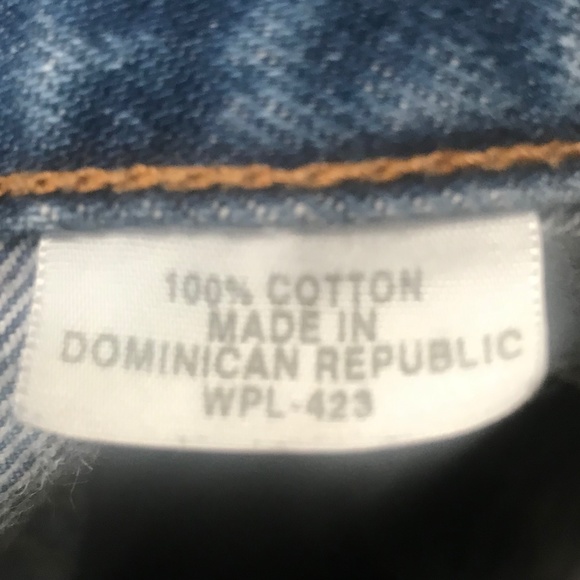 100% COTTON
MADE IN
DOMINICAN REPUBLIC
WPL-423